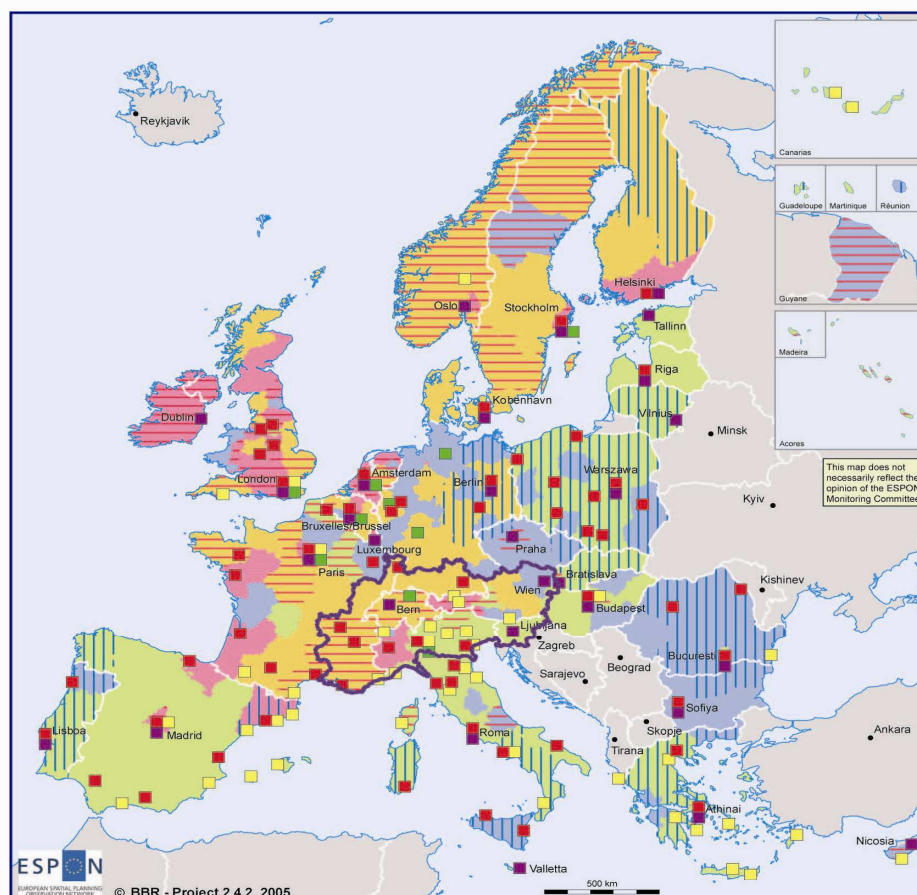 Reykjavik
Canarias
Guadeloupe
Martinique
Réunion
Guyane
Helsinki
Oslo
Stockholm
Tallinn
Madeira
Riga
Kobenhavn
Vilnius
Dublin
Minsk
Acores
Amsterdam
Warszawa
London
Berlin
This map does not
necessarily reflect the
opinion of the ESPON
Monitoring Committee
Kyiv
Bruxelles/Brussel
Luxembourg
Praha
Paris
Bratislava
Kishinev
Wien
Bern
Budapest
Ljubljana
Zagreb
Bucuresti
Beograd
Sarajevo
Sofiya
Skopje
Lisboa
Madrid
Roma
Tirana
Ankara
Athinai
Nicosia
ESPON
EUROPEAN SPATIAL PLANNING
OBSERVATION NETWORK
Valletta
© BBR - Project 2.4.2, 2005
500 km